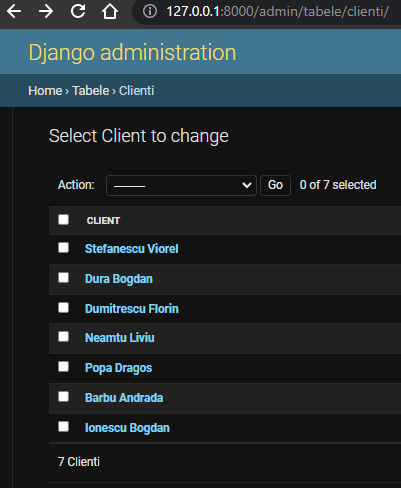 127.0.0.1:8000/admin/tabele/clienti/
Django administration
Home › Tabele › Clienti
Select Client to change
Action: --------- Go 0 of 7 selected
CLIENT
Stefanescu Viorel
Dura Bogdan
Dumitrescu Florin
Neamtu Liviu
Popa Dragos
Barbu Andrada
Ionescu Bogdan
7 Clienti